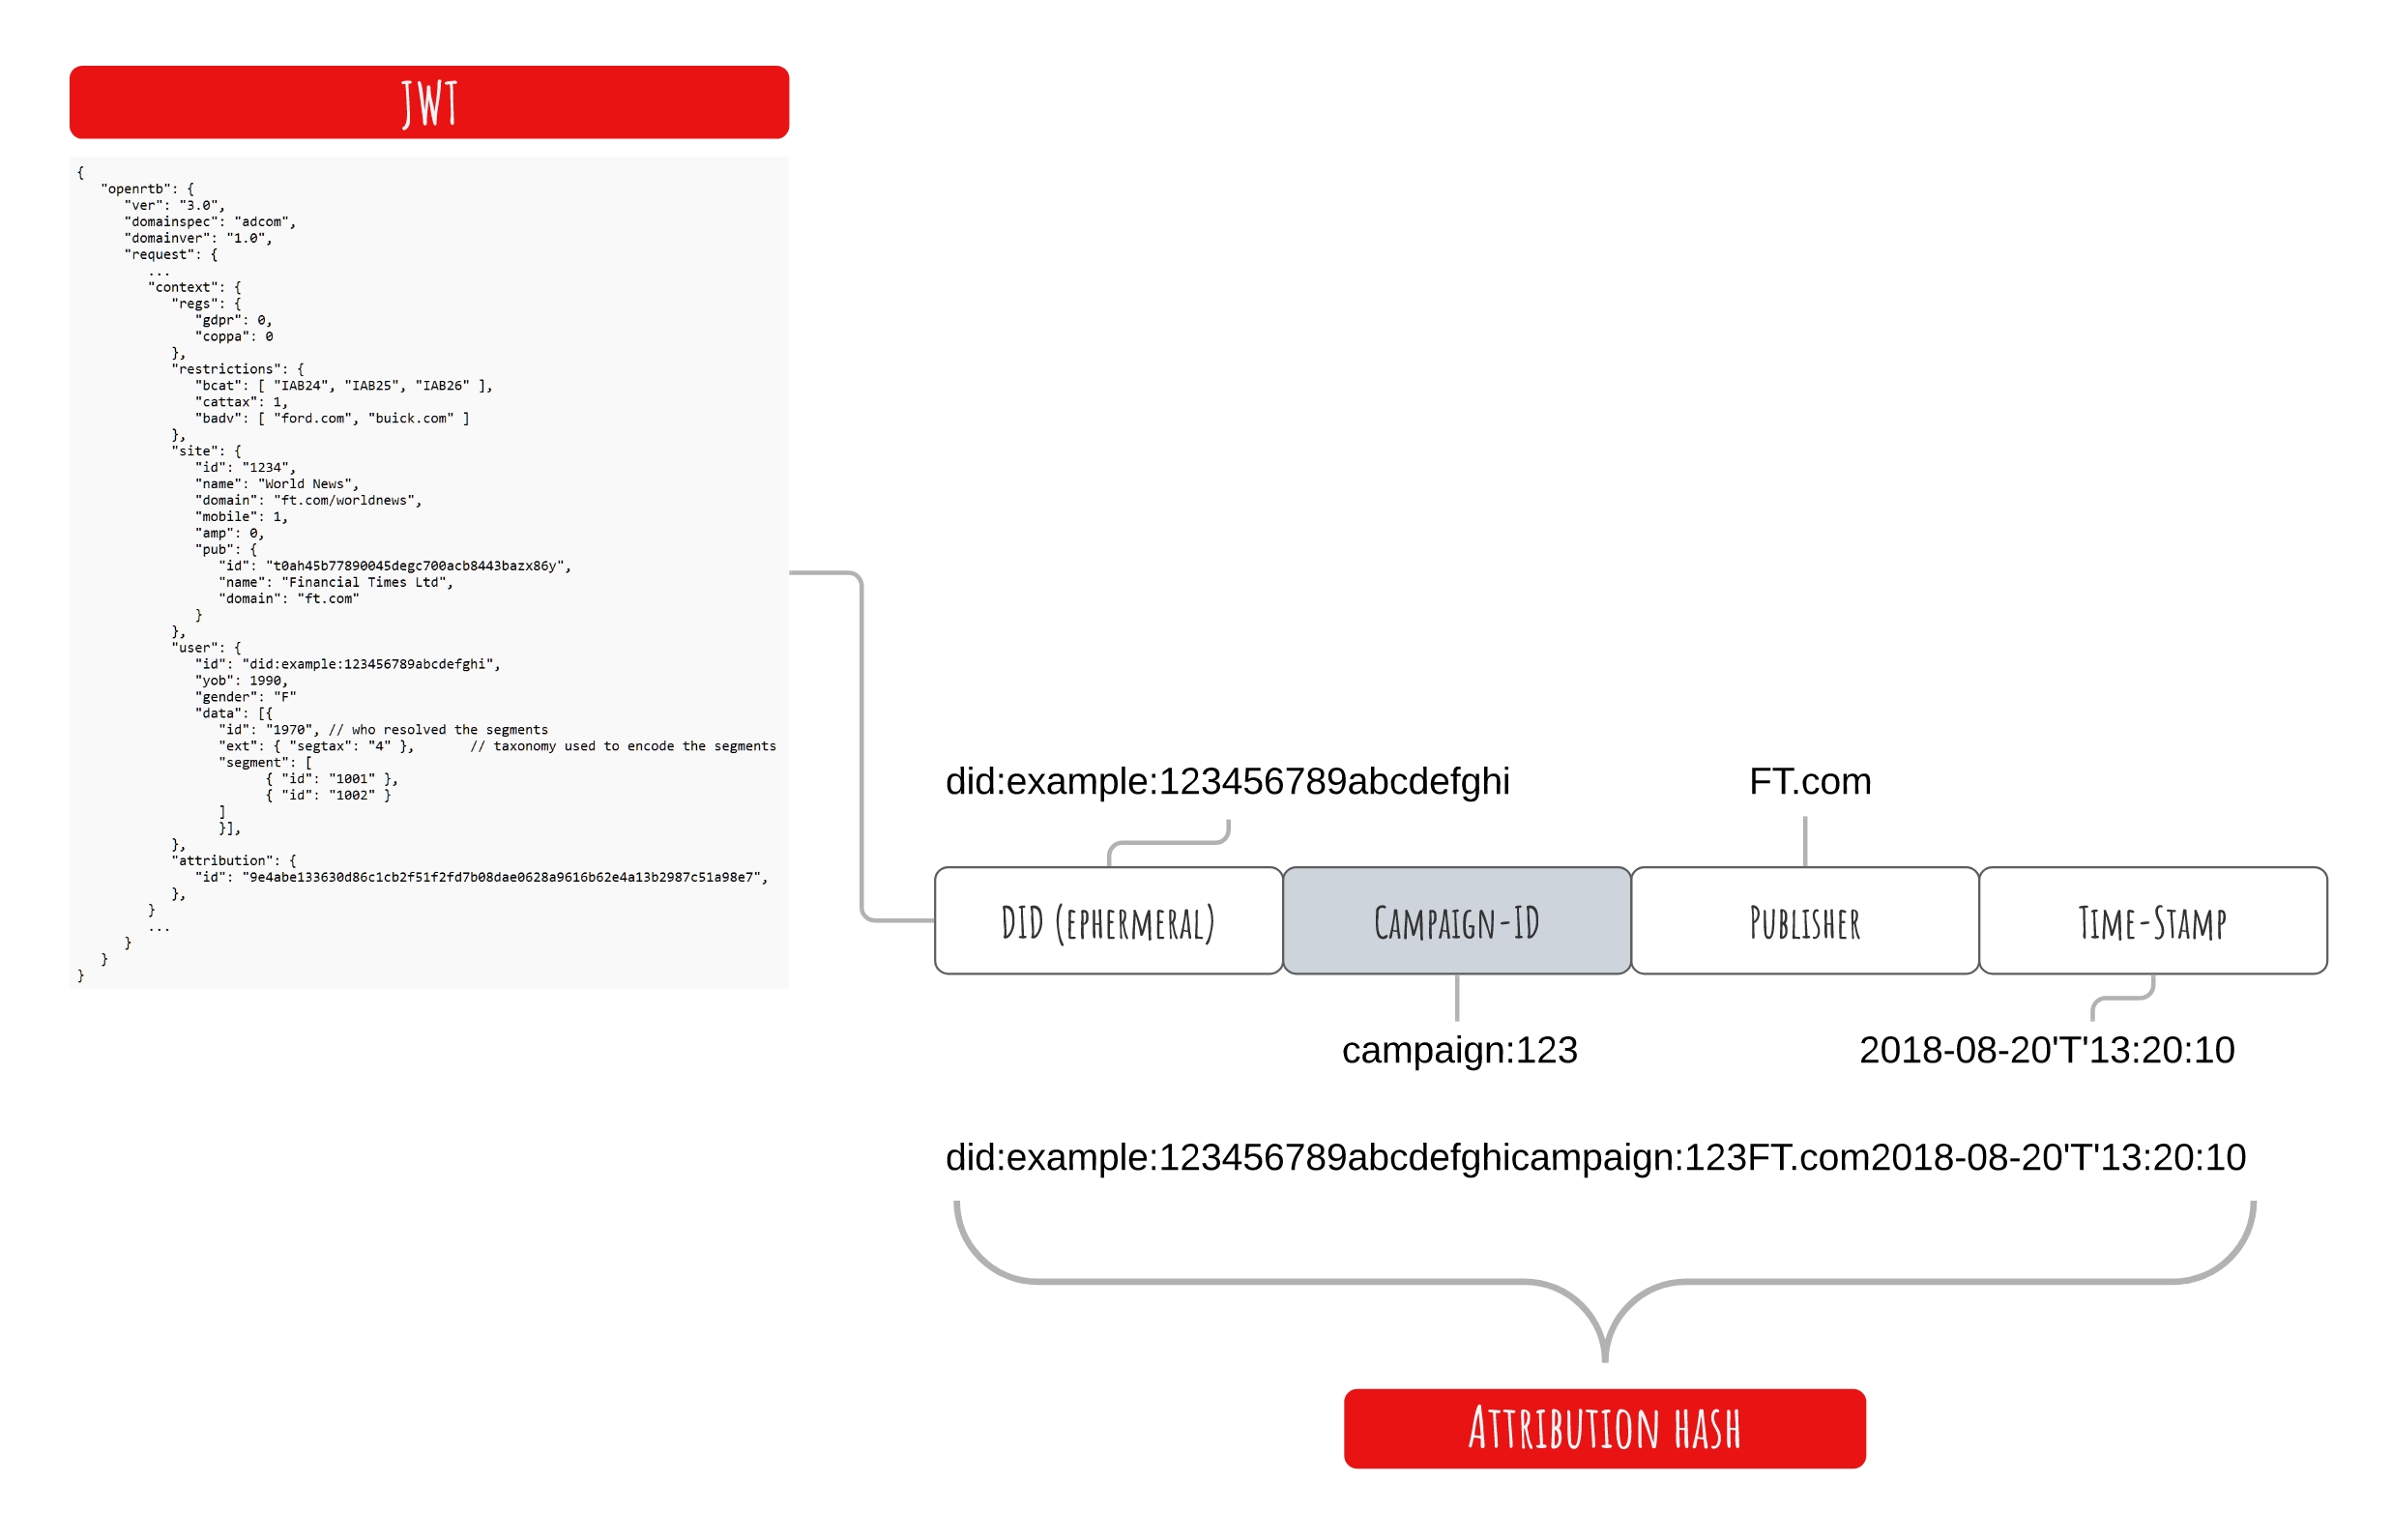 JWT
{
"openrtb": {
"ver": "3.0",
"domainspec": "adcom",
"domainver": "1.0",
"request": {
...
"context": {
"regs": {
"gdpr": 0,
"coppa": 0
},
"restrictions": {
"bcat": [ "IAB24", "IAB25", "IAB26" ],
"cattax": 1,
"badv": [ "ford.com", "buick.com" ]
},
"site": {
"id": "1234",
"name": "World News",
"domain": "ft.com/worldnews",
"mobile": 1,
"amp": 0,
"pub": {
"id": "t0ah45b77890045degc700acb8443bazx86y",
"name": "Financial Times Ltd",
"domain": "ft.com"
}
},
"user": {
"id": "did:example:123456789abcdefghi",
"yob": 1990,
"gender": "F"
"data": [{
"id": "1970", // who resolved the segments
"ext": { "segtax": "4" }, // taxonomy used to encode the segments
"segment": [
{ "id": "1001" },
{ "id": "1002" }
]
}],
},
"attribution": {
"id": "9e4abe133630d86c1cb2f51f2fd7b08dae0628a9616b62e4a13b2987c51a98e7",
},
}
...
}
}
}
did:example:123456789abcdefghi
FT.com
DID (ephermeral)
Campaign-ID
Publisher
Time-Stamp
campaign:123
2018-08-20'T'13:20:10
did:example:123456789abcdefghicampaign:123FT.com2018-08-20'T'13:20:10
Attribution hash